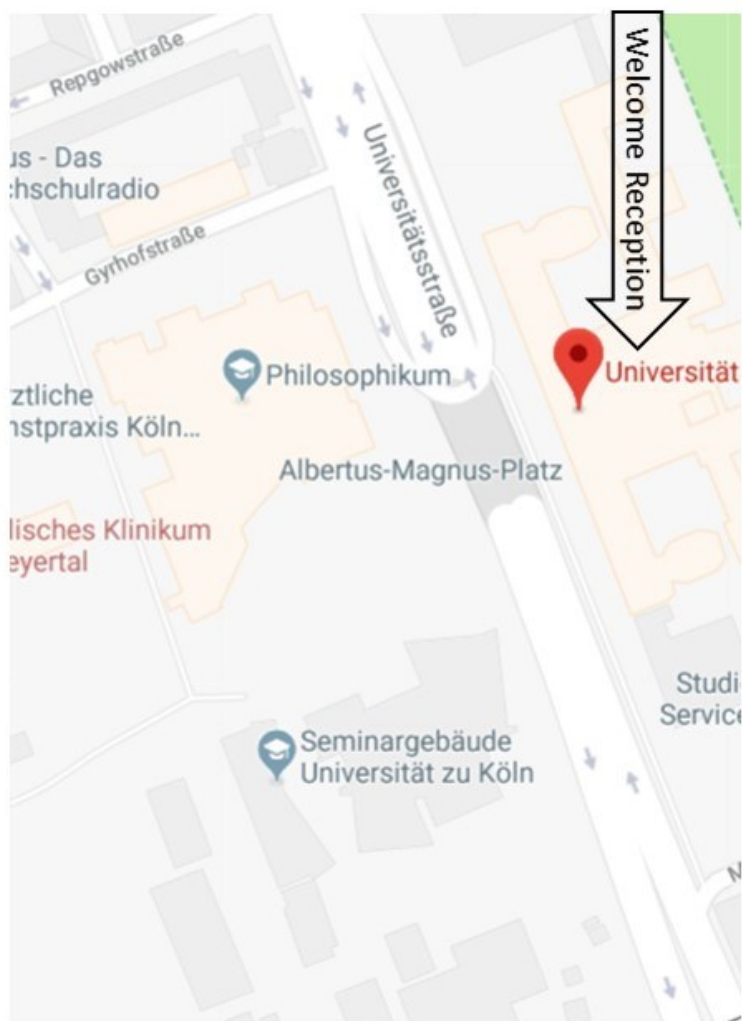 Repgowstraße
Welcome Reception
us - Das
hschulradio
Universitätsstraße
Gyrhofstraße
Philosophikum
Universität
ztliche
nstpraxis Köln...
Albertus-Magnus-Platz
lisches Klinikum
eyertal
Studi
Service
Seminargebäude
Universität zu Köln